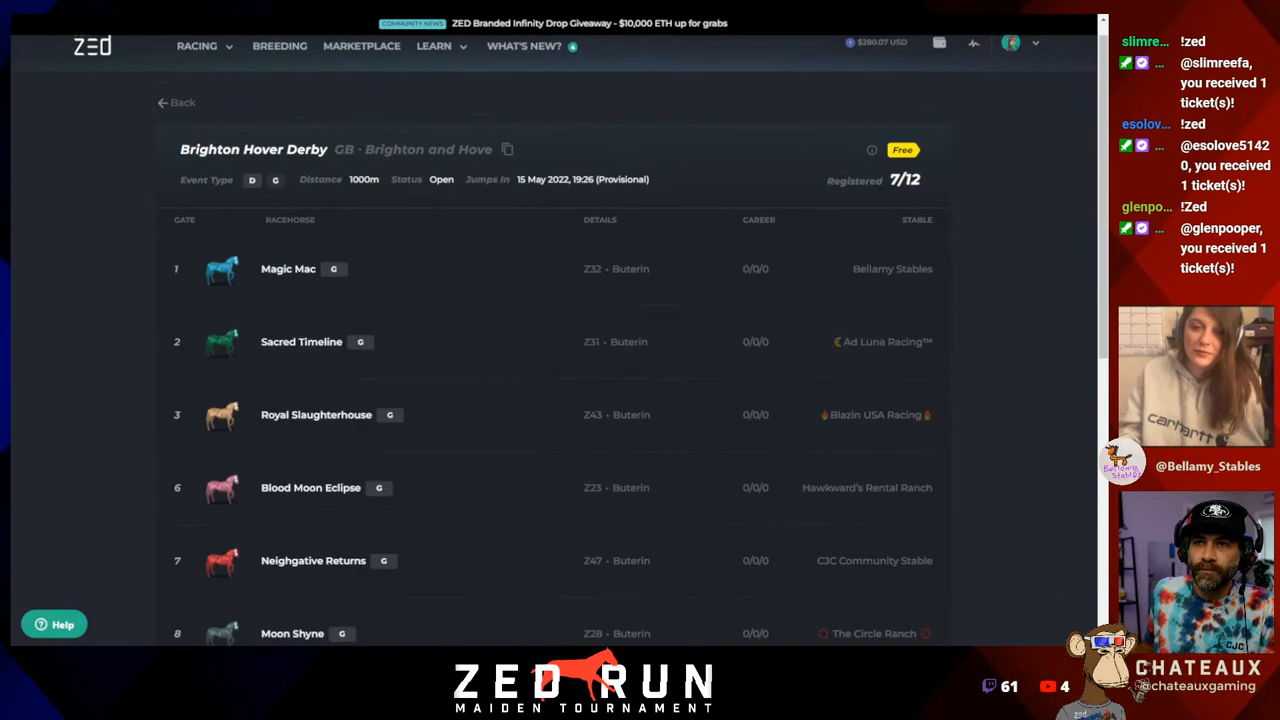 COMMUNITY NEWS ZED Branded Infinity Drop Giveaway - $10,000 ETH up for grabs
ZED RACING BREEDING MARKETPLACE LEARN WHAT'S NEW? $280.07 USD
Back
Brighton Hover Derby GB · Brighton and Hove Free
Event Type D G Distance 1000m Status Open Jumps In 15 May 2022, 19:26 (Provisional) Registered 7/12
GATE RACEHORSE DETAILS CAREER STABLE
1 Magic Mac G Z32 • Buterin 0/0/0 Bellamy Stables
2 Sacred Timeline G Z31 • Buterin 0/0/0 Ad Luna Racing™
3 Royal Slaughterhouse G Z43 • Buterin 0/0/0 Blazin USA Racing
6 Blood Moon Eclipse G Z23 • Buterin 0/0/0 Hawkward's Rental Ranch
7 Neighgative Returns G Z47 • Buterin 0/0/0 CJC Community Stable
8 Moon Shyne G Z28 • Buterin 0/0/0 The Circle Ranch
Help
slimre... !zed
... @slimreefa,
you received 1
ticket(s)!
esolov... !zed
... @esolove5142
0, you received
1 ticket(s)!
glenpo... !Zed
... @glenpooper,
you received 1
ticket(s)!
carhartt
Bellamy Stables
@Bellamy_Stables
CJC
ZED RUN
MAIDEN TOURNAMENT
61 4
CHATEAUX
@chateauxgaming
ZED